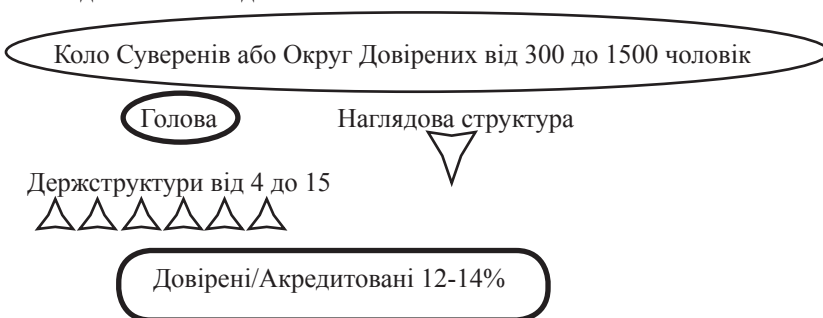 Коло Суверенів або Округ Довірених від 300 до 1500 чоловік
Голова Наглядова структура
Держструктури від 4 до 15
Довірені/Акредитовані 12-14%